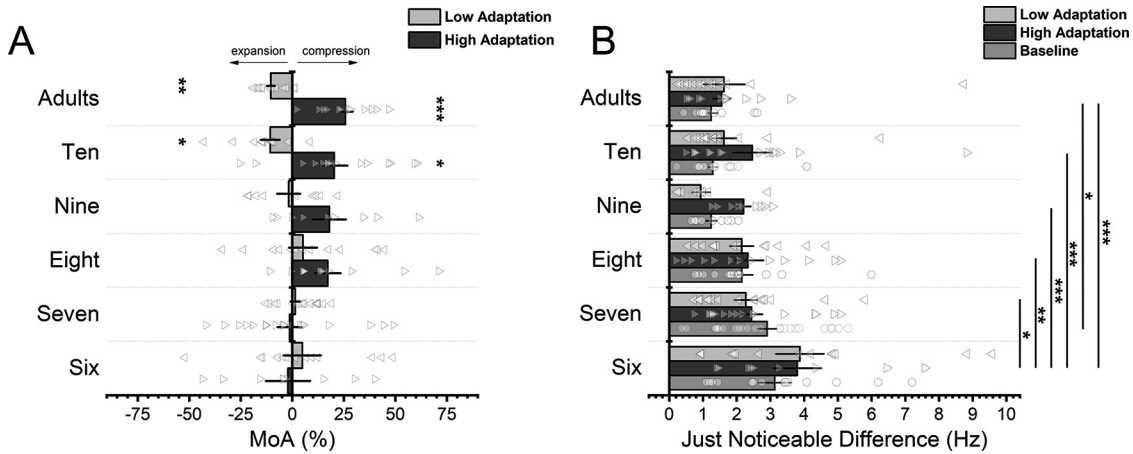 A
Low Adaptation
High Adaptation
expansion
compression
Adults
Ten
Nine
Eight
Seven
Six
**
***
*
*
-75
-50
-25
0
25
50
75
MoA (%)
B
Low Adaptation
High Adaptation
Baseline
Adults
Ten
Nine
Eight
Seven
Six
*
**
***
***
*
***
0
1
2
3
4
5
6
7
8
9
10
Just Noticeable Difference (Hz)